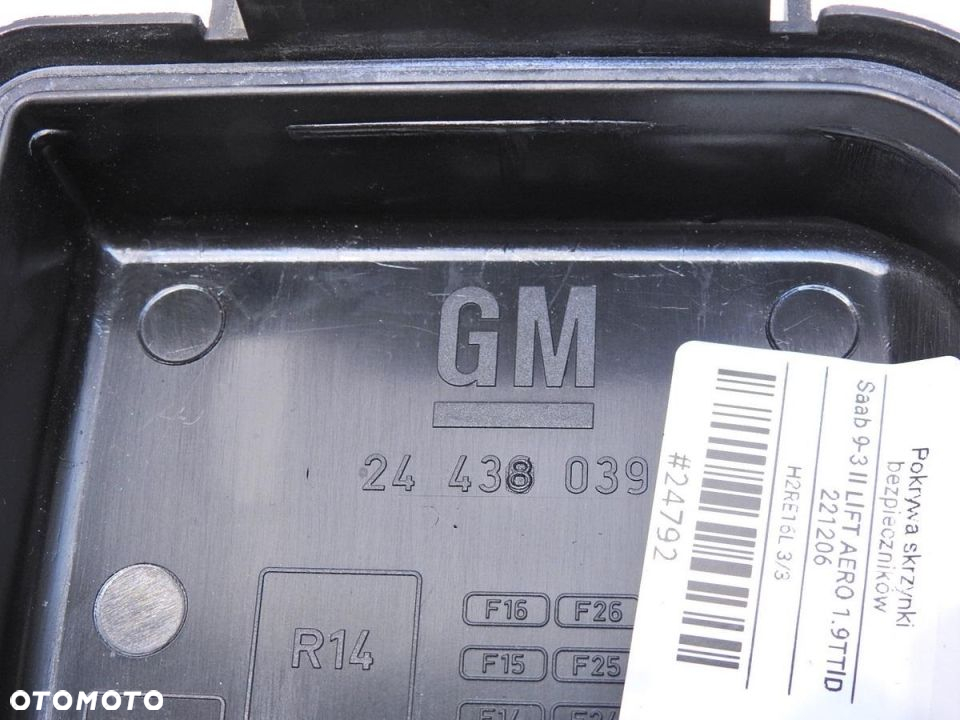 GM
24 438 039
R14
F16 F26
F15 F25
Pokrywa skrzynki
bezpieczników
Saab 9-3 II LIFT AERO 1.9TTID
221206
H2RE16L 3/3
#24792
OTOMOTO